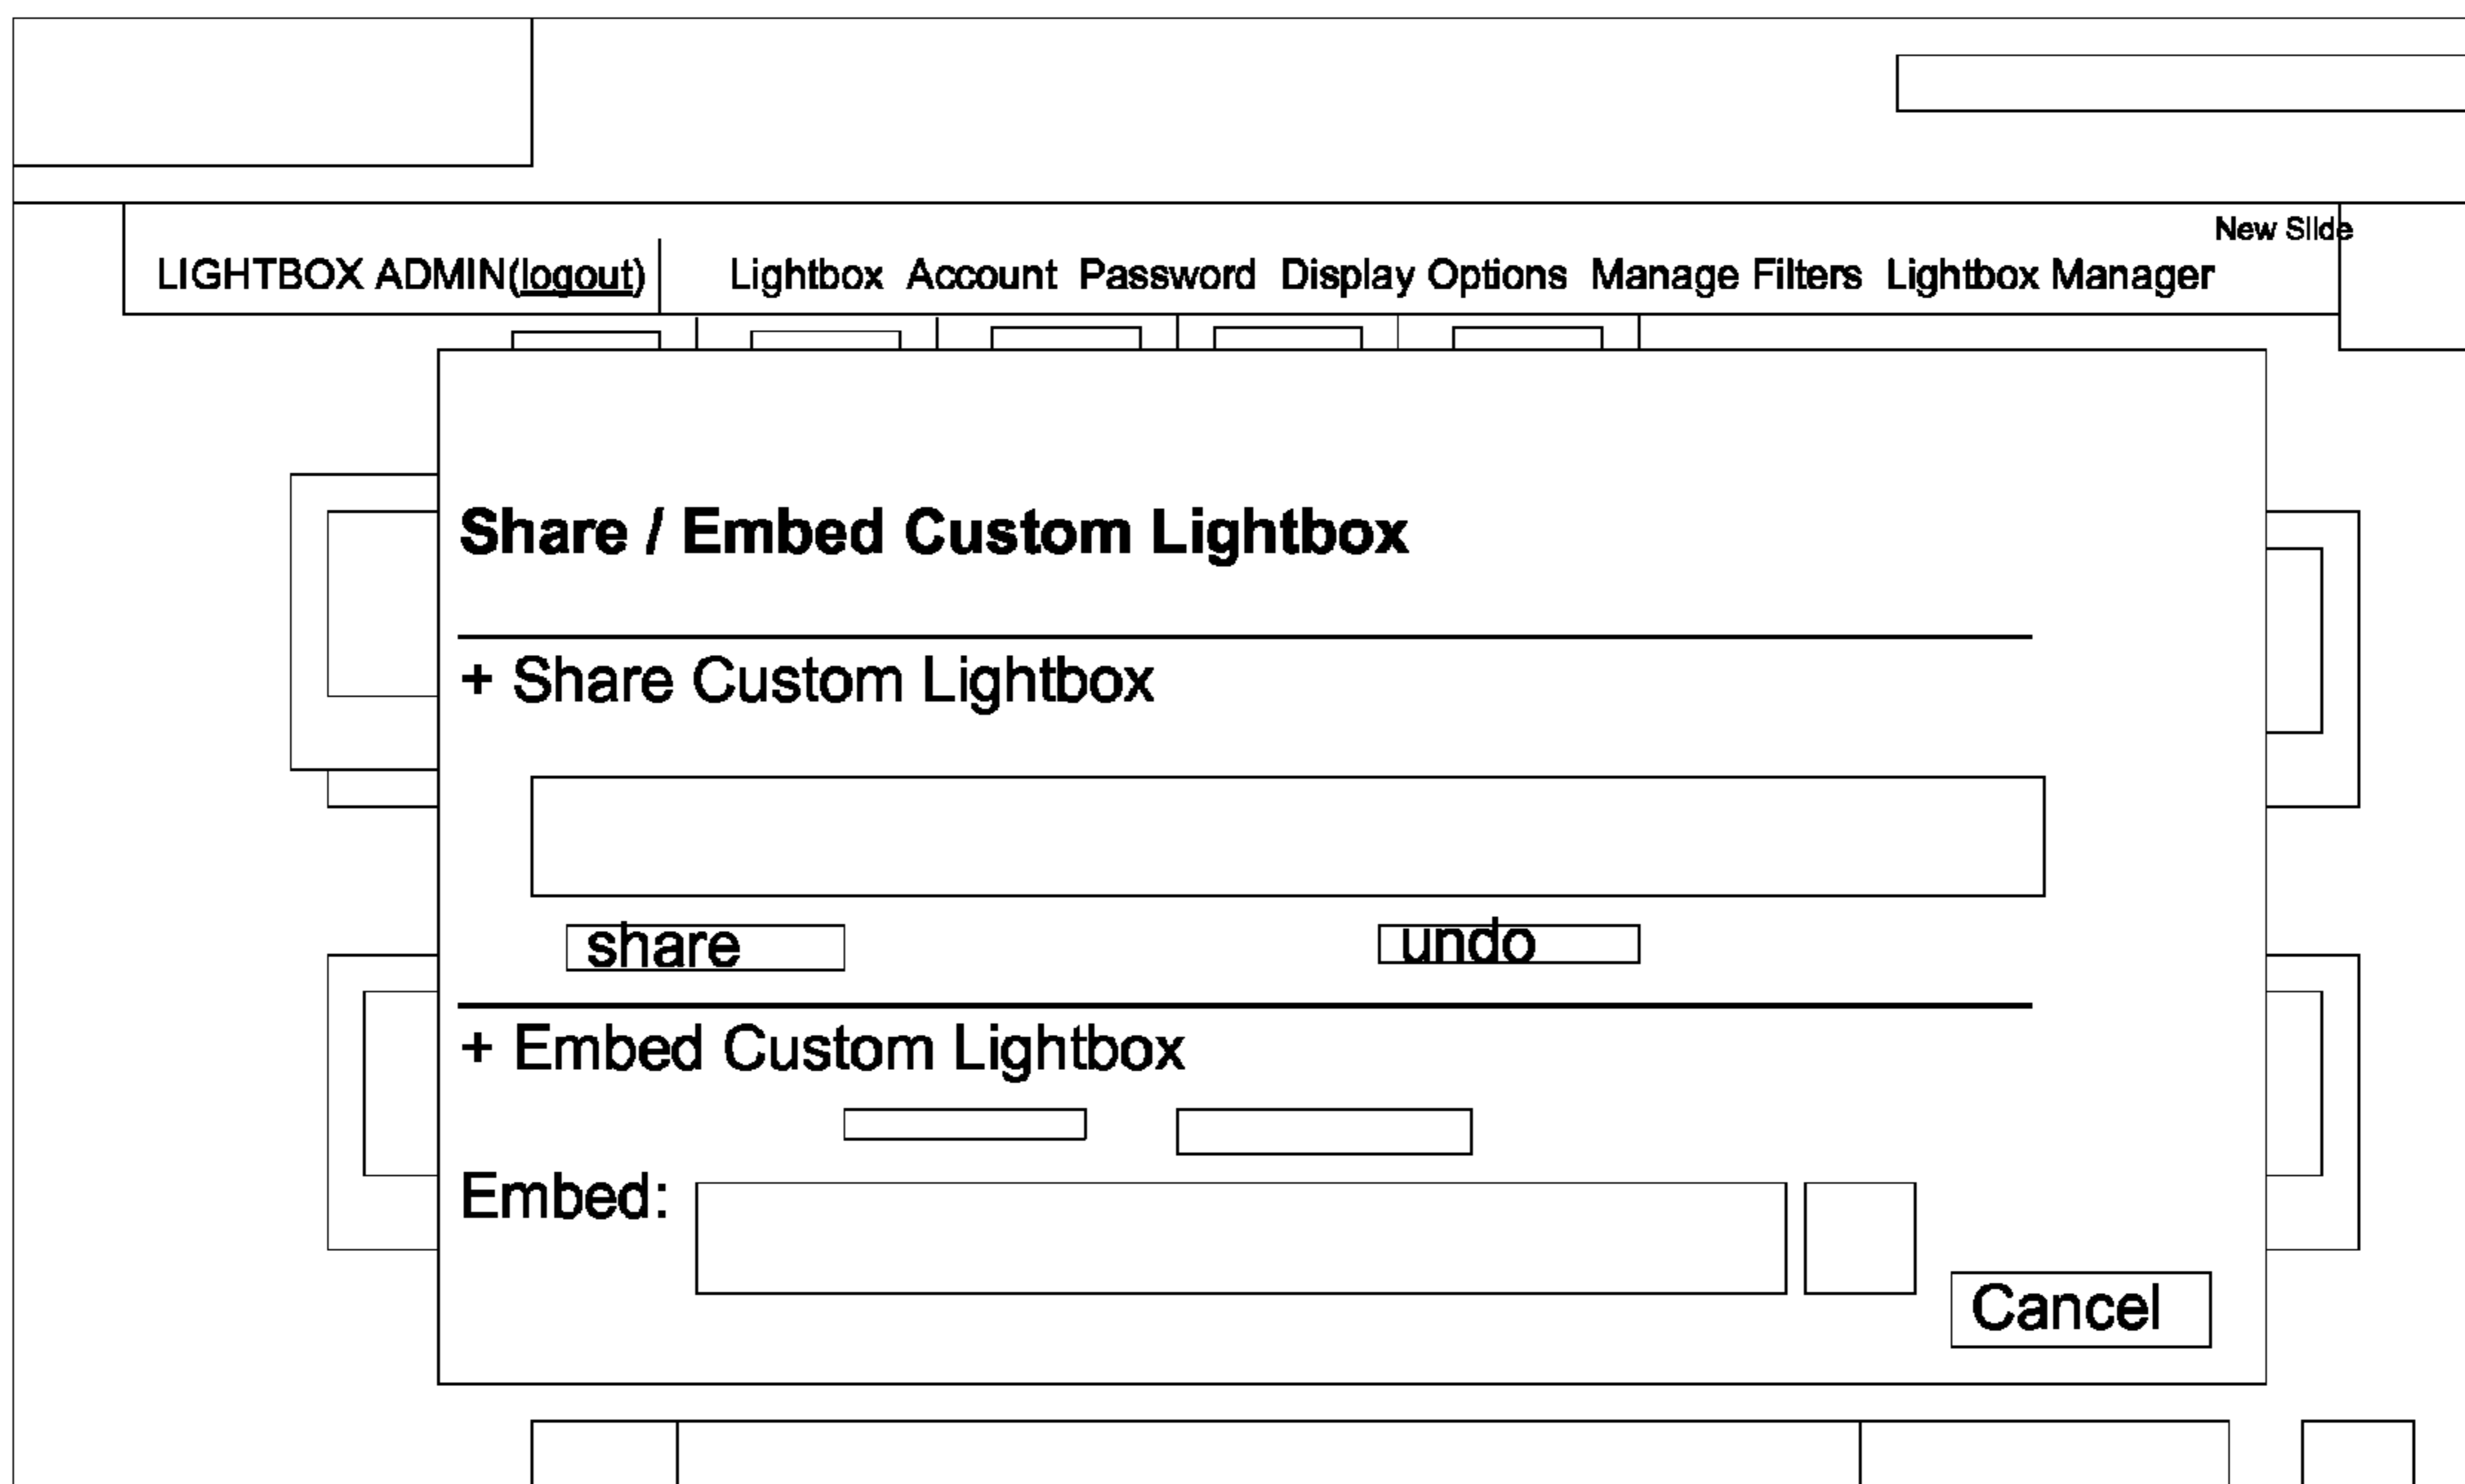 New Slide
LIGHTBOX ADMIN(logout) Lightbox Account Password Display Options Manage Filters Lightbox Manager
Share / Embed Custom Lightbox
+ Share Custom Lightbox
share undo
+ Embed Custom Lightbox
Embed:
Cancel